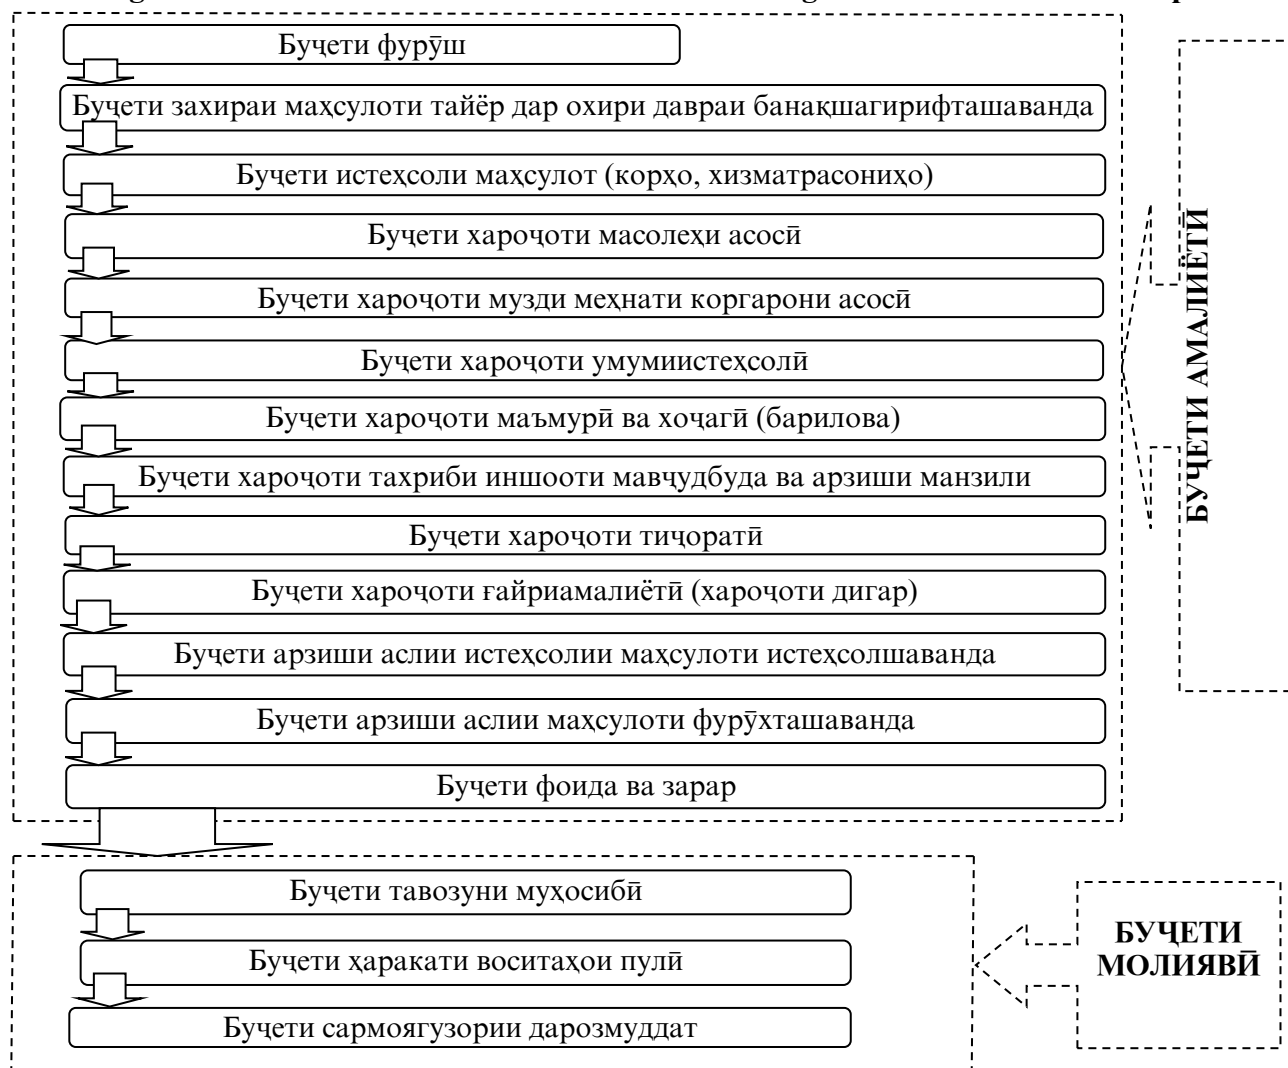 Буҷети фурӯш
Буҷети захираи маҳсулоти тайёр дар охири давраи банақшагирифташаванда
Буҷети истеҳсоли маҳсулот (корҳо, хизматрасониҳо)
Буҷети хароҷоти масолеҳи асосӣ
Буҷети хароҷоти музди меҳнати коргарони асосӣ
Буҷети хароҷоти умумиистеҳсолӣ
Буҷети хароҷоти маъмурӣ ва хоҷагӣ (барилова)
Буҷети хароҷоти тахриби иншооти мавҷудбуда ва арзиши манзили
Буҷети хароҷоти тиҷоратӣ
Буҷети хароҷоти ғайриамалиётӣ (хароҷоти дигар)
Буҷети арзиши аслии истеҳсолии маҳсулоти истеҳсолшаванда
Буҷети арзиши аслии маҳсулоти фурӯхташаванда
Буҷети фоида ва зарар
БУҶЕТИ АМАЛИЁТӢ
Буҷети тавозуни муҳосибӣ
Буҷети ҳаракати воситаҳои пулӣ
Буҷети сармоягузории дарозмуддат
БУҶЕТИ
МОЛИЯВӢ